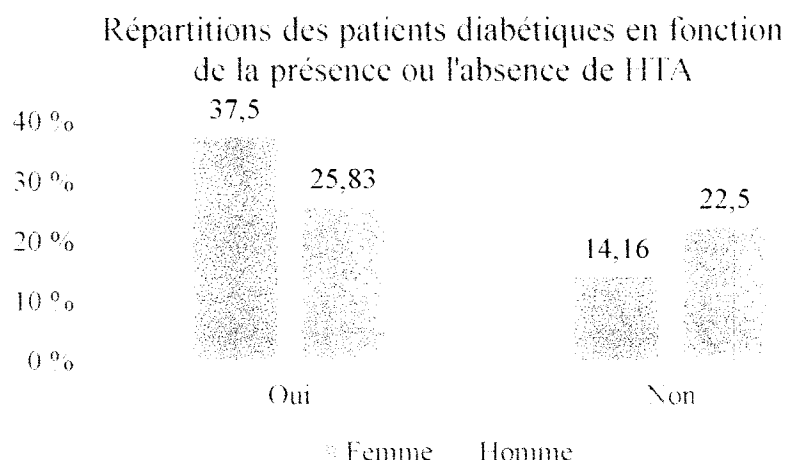 Répartitions des patients diabétiques en fonction
de la présence ou l'absence de HTA
40 %
30 %
20 %
10 %
0 %
37,5
25,83
14,16
22,5
Oui
Non
Femme Homme